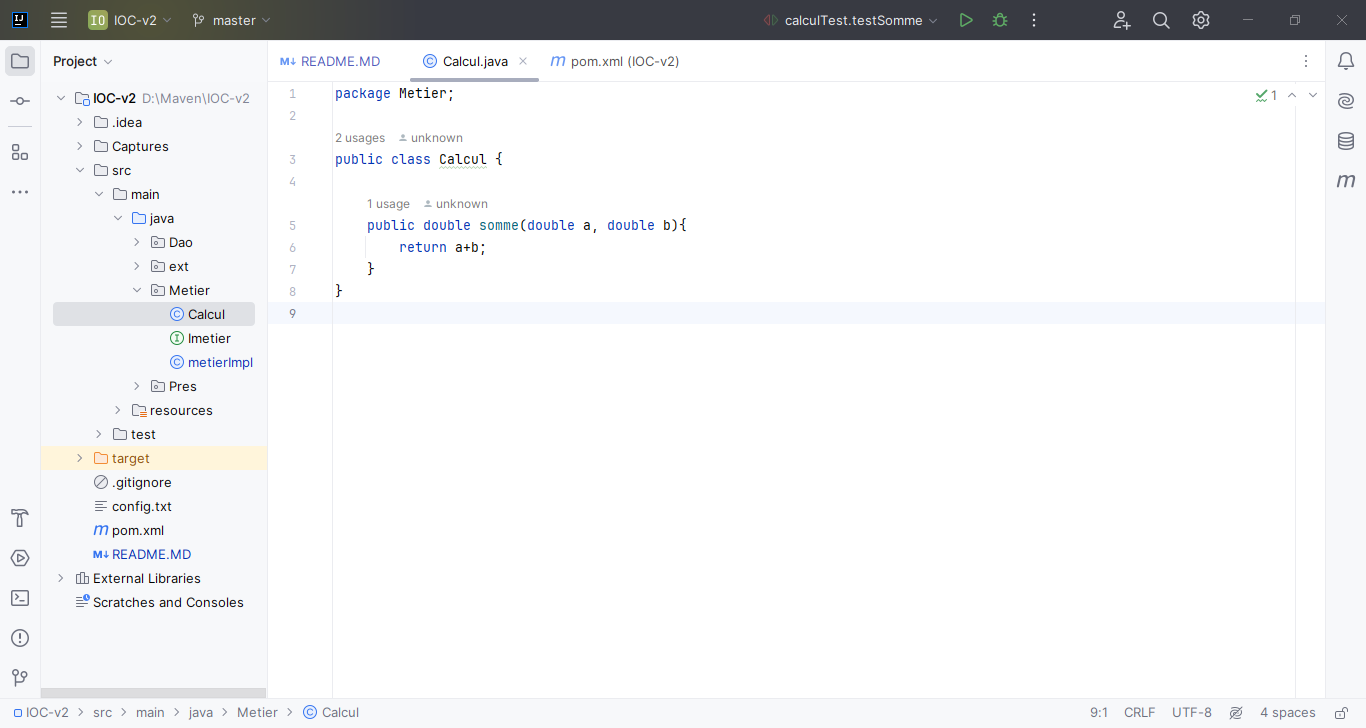 IJ IO IOC-v2 master calculTest.testSomme
Project
M↓ README.MD
Calcul.java
m pom.xml (IOC-v2)
IOC-v2 D:\Maven\IOC-v2
.idea
Captures
src
main
java
Dao
ext
Metier
Calcul
Imetier
metierImpl
Pres
resources
test
target
.gitignore
config.txt
pom.xml
README.MD
External Libraries
Scratches and Consoles
1 package Metier;
2
2 usages unknown
3 public class Calcul {
4
1 usage unknown
5 public double somme(double a, double b){
6 return a+b;
7 }
8 }
9
1
IOC-v2 > src > main > java > Metier > Calcul
9:1 CRLF UTF-8 4 spaces